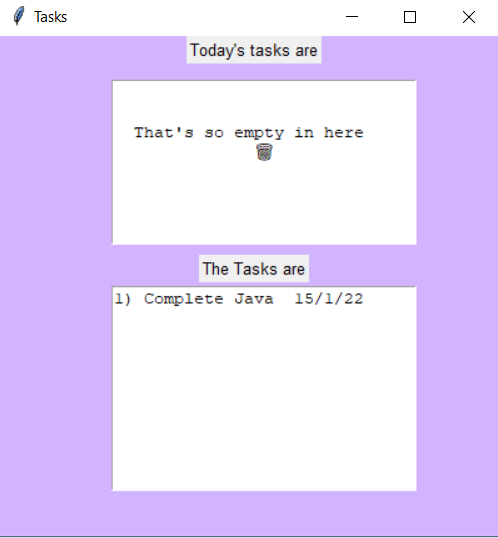 Tasks
Today's tasks are
That's so empty in here
🗑
The Tasks are
1) Complete Java  15/1/22